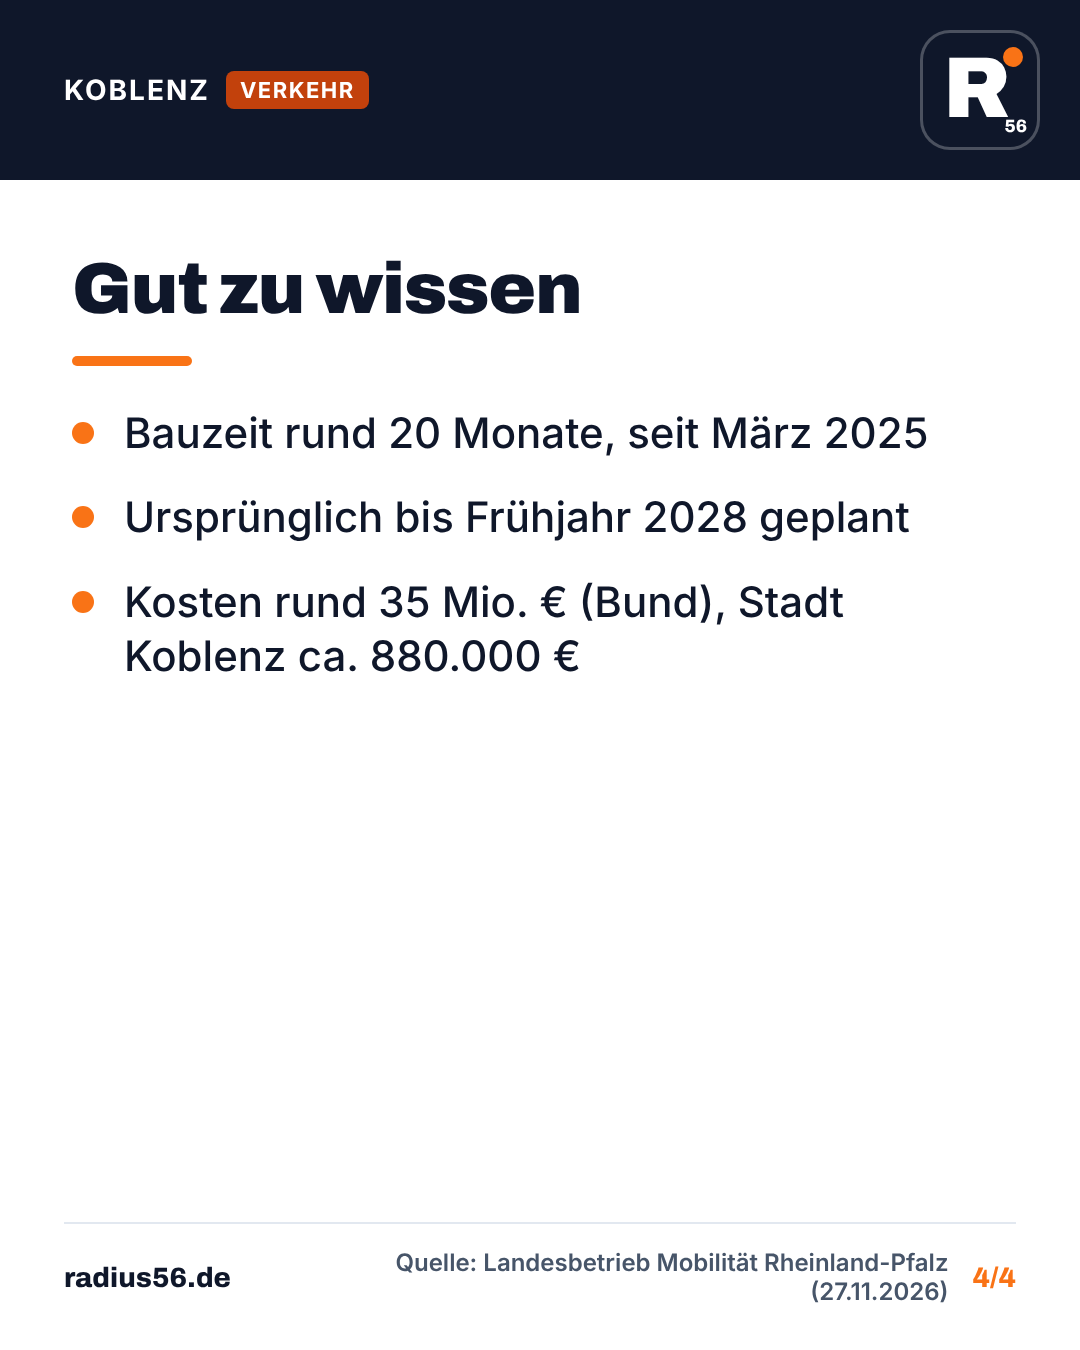 KOBLENZ VERKEHR
R
56
Gut zu wissen
Bauzeit rund 20 Monate, seit März 2025
Ursprünglich bis Frühjahr 2028 geplant
Kosten rund 35 Mio. € (Bund), Stadt
Koblenz ca. 880.000 €
radius56.de
Quelle: Landesbetrieb Mobilität Rheinland-Pfalz
(27.11.2026)
4/4